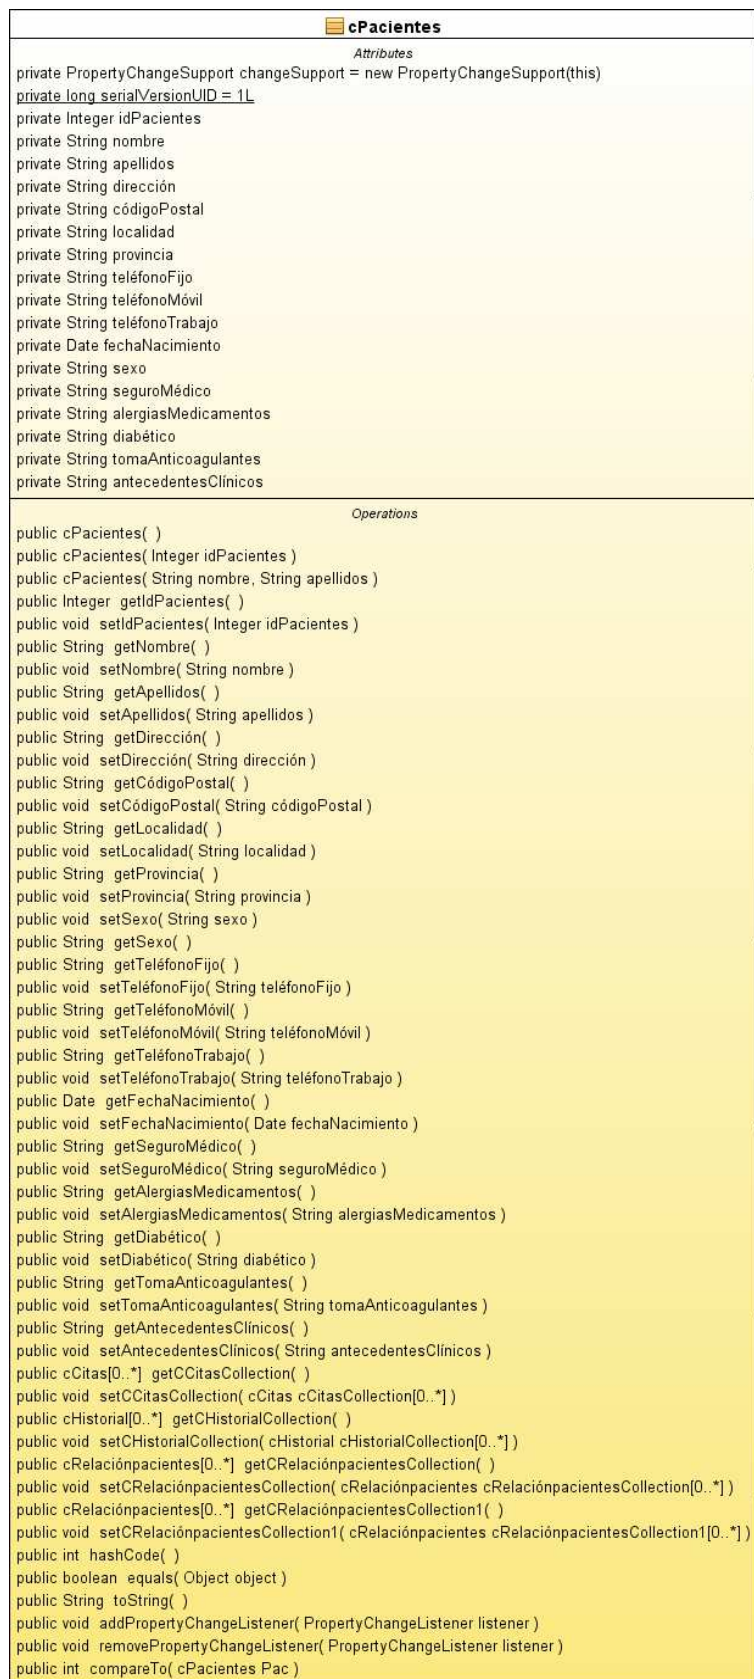 cPacientes
Attributes
private PropertyChangeSupport changeSupport = new PropertyChangeSupport(this)
private long serialVersionUID = 1L
private Integer idPacientes
private String nombre
private String apellidos
private String dirección
private String códigoPostal
private String localidad
private String provincia
private String teléfonoFijo
private String teléfonoMóvil
private String teléfonoTrabajo
private Date fechaNacimiento
private String sexo
private String seguroMédico
private String alergiasMedicamentos
private String diabético
private String tomaAnticoagulantes
private String antecedentesClínicos
Operations
public cPacientes( )
public cPacientes( Integer idPacientes )
public cPacientes( String nombre, String apellidos )
public Integer getIdPacientes( )
public void setIdPacientes( Integer idPacientes )
public String getNombre( )
public void setNombre( String nombre )
public String getApellidos( )
public void setApellidos( String apellidos )
public String getDirección( )
public void setDirección( String dirección )
public String getCódigoPostal( )
public void setCódigoPostal( String códigoPostal )
public String getLocalidad( )
public void setLocalidad( String localidad )
public String getProvincia( )
public void setProvincia( String provincia )
public void setSexo( String sexo )
public String getSexo( )
public String getTeléfonoFijo( )
public void setTeléfonoFijo( String teléfonoFijo )
public String getTeléfonoMóvil( )
public void setTeléfonoMóvil( String teléfonoMóvil )
public String getTeléfonoTrabajo( )
public void setTeléfonoTrabajo( String teléfonoTrabajo )
public Date getFechaNacimiento( )
public void setFechaNacimiento( Date fechaNacimiento )
public String getSeguroMédico( )
public void setSeguroMédico( String seguroMédico )
public String getAlergiasMedicamentos( )
public void setAlergiasMedicamentos( String alergiasMedicamentos )
public String getDiabético( )
public void setDiabético( String diabético )
public String getTomaAnticoagulantes( )
public void setTomaAnticoagulantes( String tomaAnticoagulantes )
public String getAntecedentesClínicos( )
public void setAntecedentesClínicos( String antecedentesClínicos )
public cCitas[0..*] getCCitasCollection( )
public void setCCitasCollection( cCitas cCitasCollection[0..*] )
public cHistorial[0..*] getCHistorialCollection( )
public void setCHistorialCollection( cHistorial cHistorialCollection[0..*] )
public cRelaciónpacientes[0..*] getCRelaciónpacientesCollection( )
public void setCRelaciónpacientesCollection( cRelaciónpacientes cRelaciónpacientesCollection[0..*] )
public cRelaciónpacientes[0..*] getCRelaciónpacientesCollection1( )
public void setCRelaciónpacientesCollection1( cRelaciónpacientes cRelaciónpacientesCollection1[0..*] )
public int hashCode( )
public boolean equals( Object object )
public String toString( )
public void addPropertyChangeListener( PropertyChangeListener listener )
public void removePropertyChangeListener( PropertyChangeListener listener )
public int compareTo( cPacientes Pac )